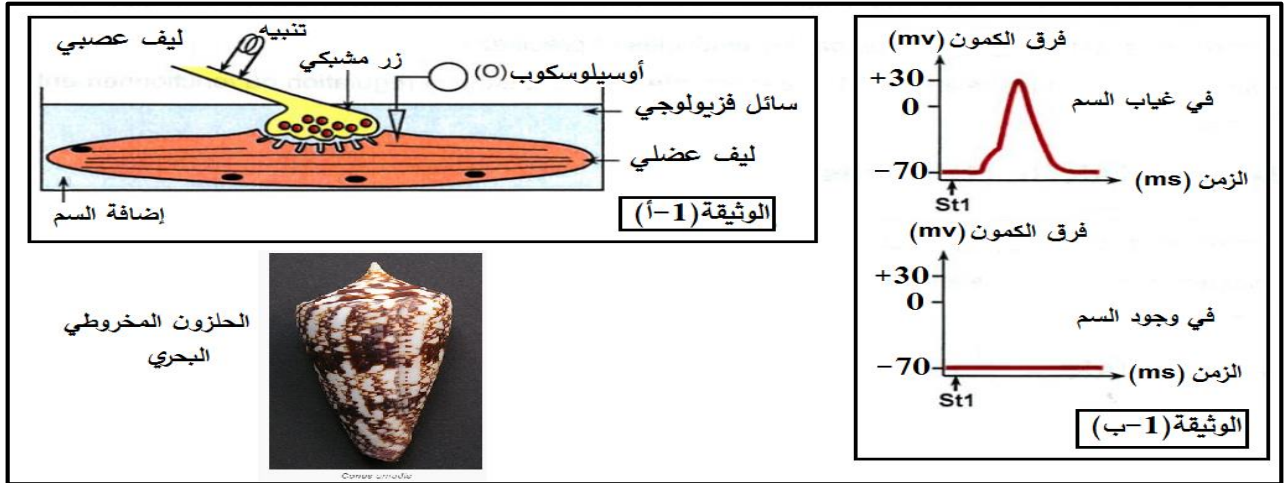 تنبيه
ليف عصبي
زر مشبكي
أوسيلوسكوب (O)
سائل فزيولوجي
ليف عضلي
إضافة السم
الوثيقة(1-أ)
الحلزون المخروطي
البحري
فرق الكمون (mv)
+30
0
في غياب السم
-70
الزمن (ms)
St1
فرق الكمون (mv)
+30
0
في وجود السم
-70
الزمن (ms)
St1
الوثيقة(1-ب)